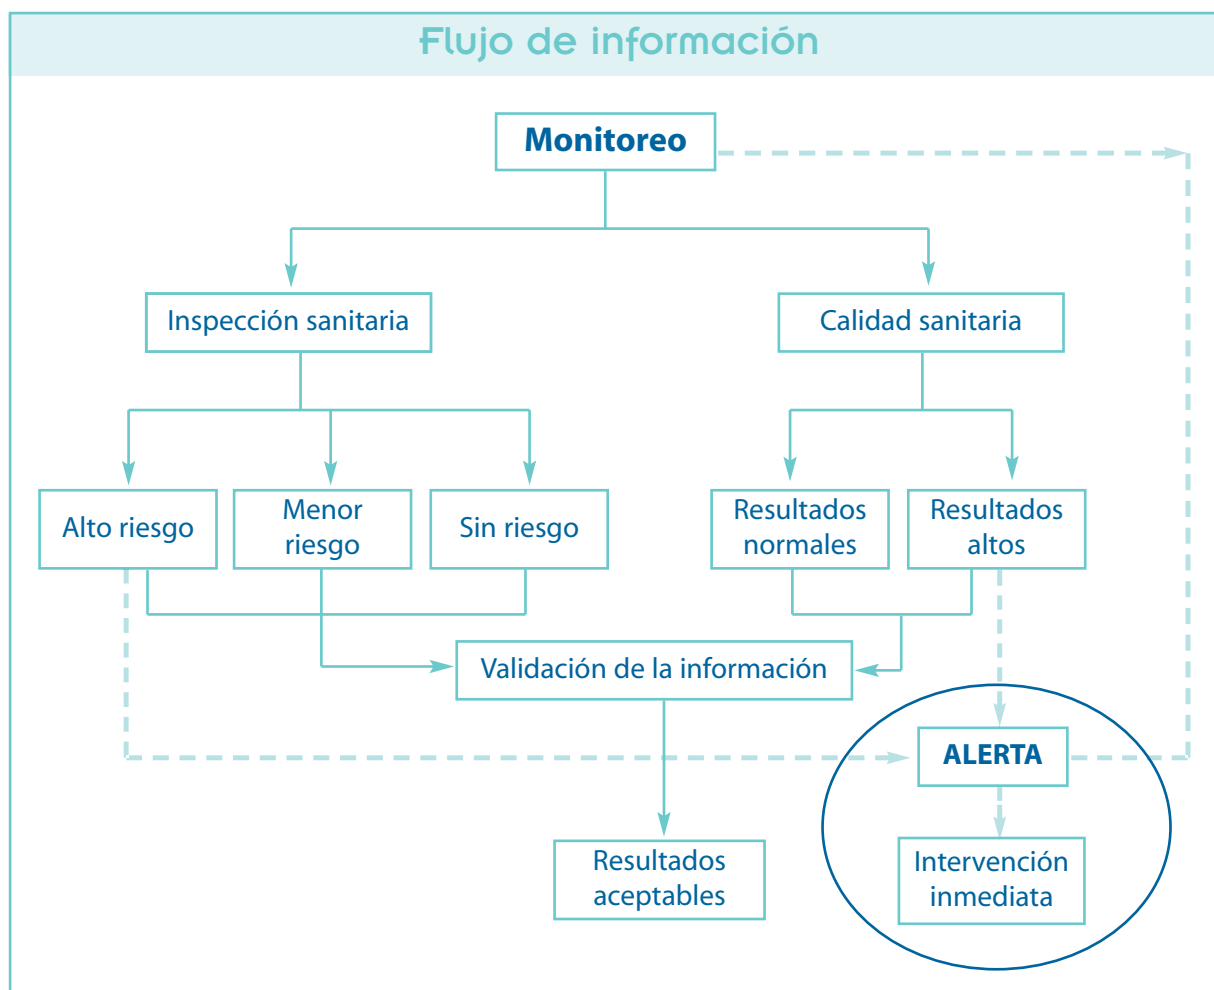 Flujo de información
Monitoreo
Inspección sanitaria
Calidad sanitaria
Alto riesgo
Menor
riesgo
Sin riesgo
Resultados
normales
Resultados
altos
Validación de la información
ALERTA
Resultados
aceptables
Intervención
inmediata